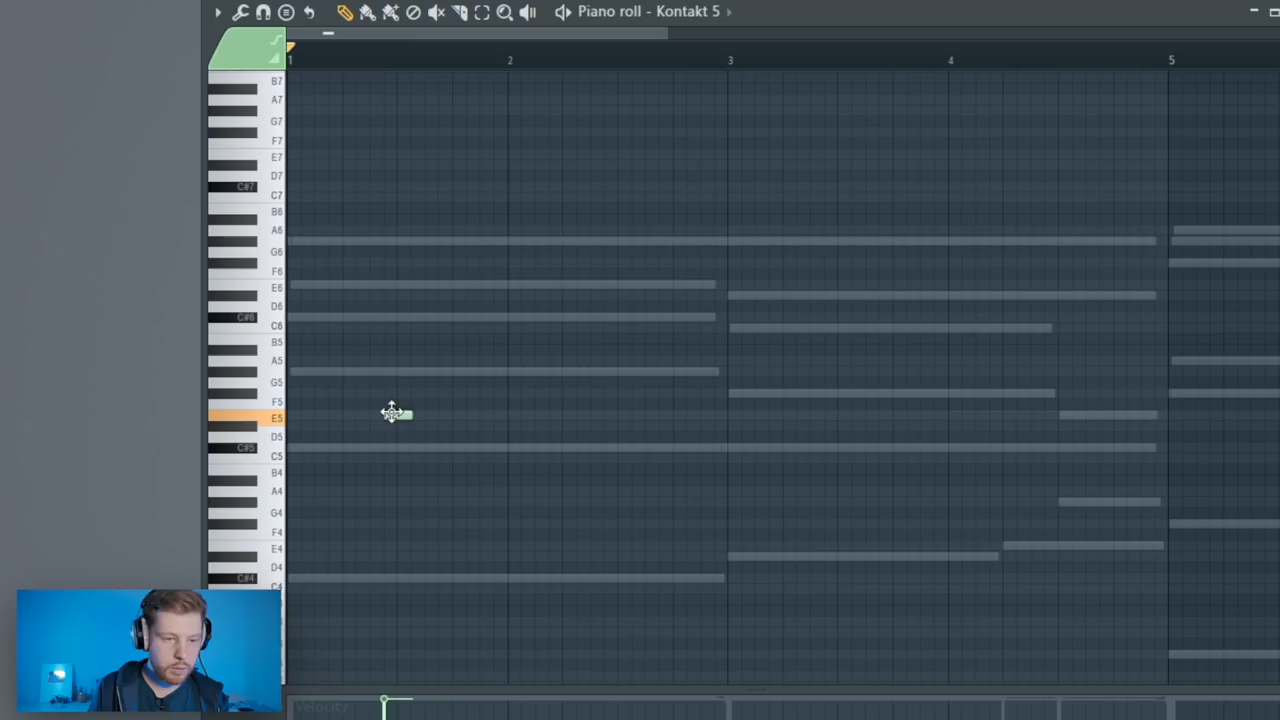 Piano roll - Kontakt 5
1 2 3 4 5
B7
A7
G7
F7
E7
D7
C#7
C7
B6
A6
G6
F6
E6
D6
C#6
C6
B5
A5
G5
F5
E5
D5
C#5
C5
B4
A4
G4
F4
E4
D4
C#4
C4
Velocity